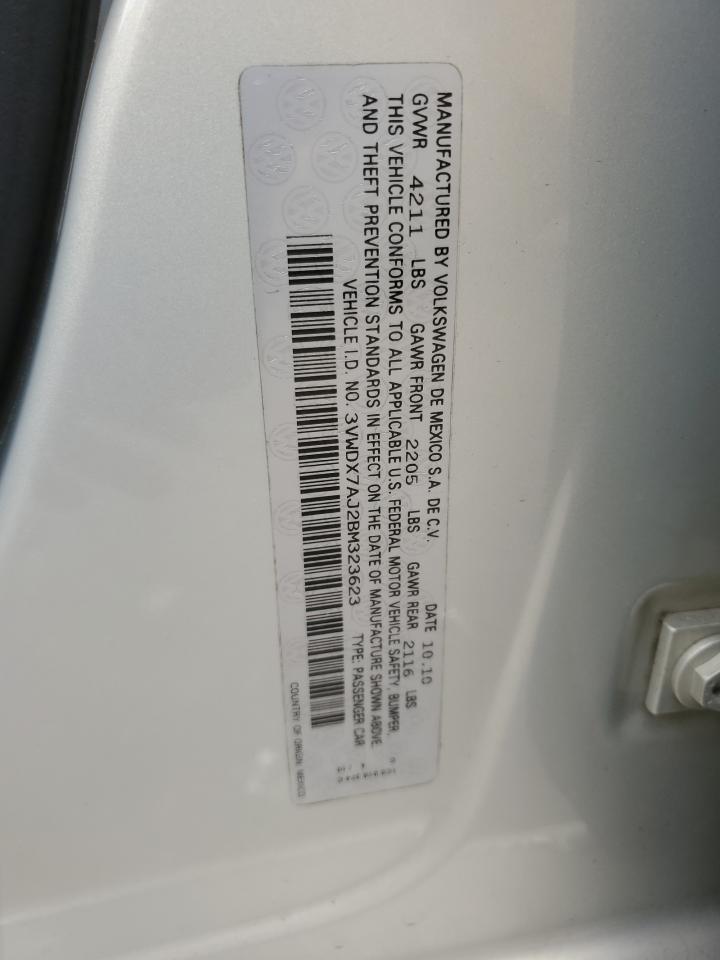 MANUFACTURED BY VOLKSWAGEN DE MEXICO S.A. DE C.V. DATE 10.10
GVWR 4211 LBS GAWR FRONT 2205 LBS GAWR REAR 2116 LBS
THIS VEHICLE CONFORMS TO ALL APPLICABLE U.S. FEDERAL MOTOR VEHICLE SAFETY, BUMPER,
AND THEFT PREVENTION STANDARDS IN EFFECT ON THE DATE OF MANUFACTURE SHOWN ABOVE.
VEHICLE I.D. NO. 3VWDX7AJ2BM323623 TYPE: PASSENGER CAR
COUNTRY OF ORIGIN: MEXICO